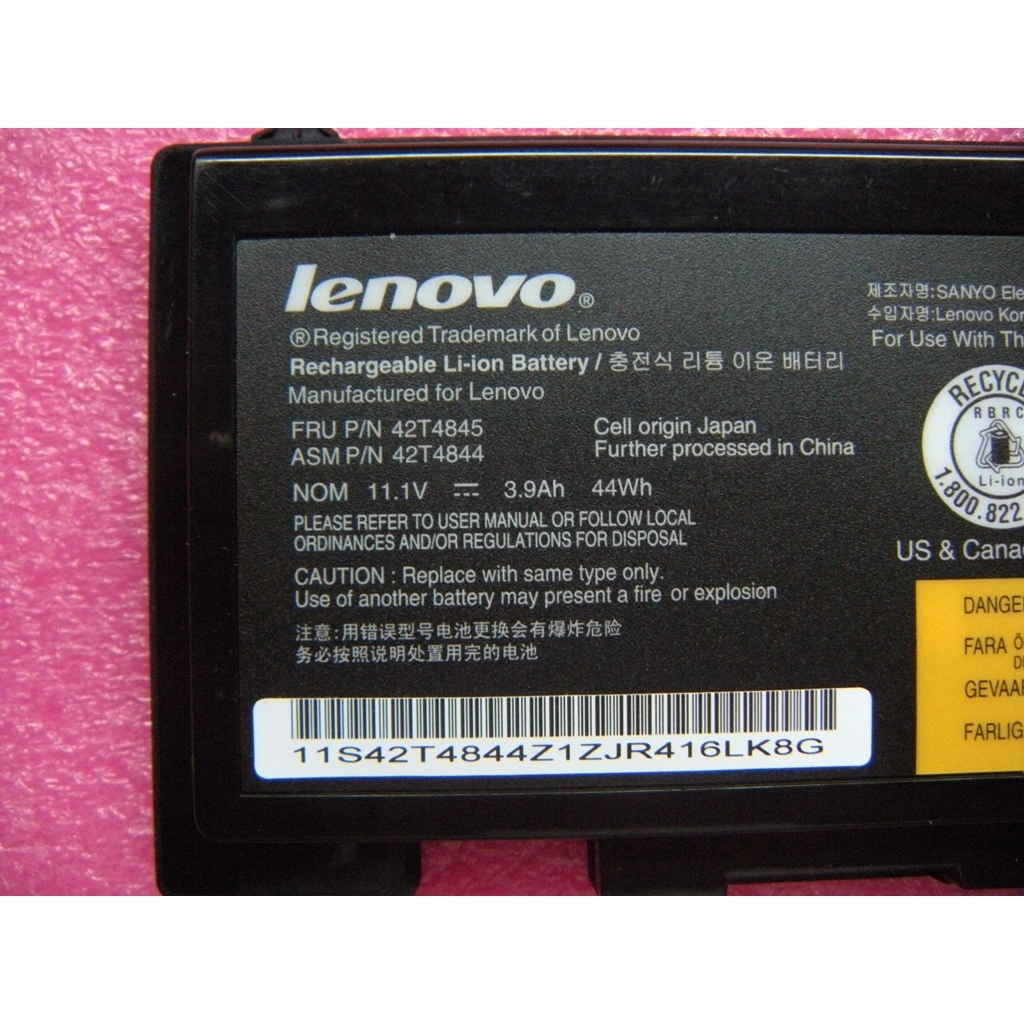 lenovo®
®Registered Trademark of Lenovo
Rechargeable Li-ion Battery / 충전식 리튬 이온 배터리
Manufactured for Lenovo
FRU P/N 42T4845
ASM P/N 42T4844
Cell origin Japan
Further processed in China
NOM 11.1V ⎓ 3.9Ah 44Wh
PLEASE REFER TO USER MANUAL OR FOLLOW LOCAL
ORDINANCES AND/OR REGULATIONS FOR DISPOSAL
CAUTION : Replace with same type only.
Use of another battery may present a fire or explosion
注意:用错误型号电池更换会有爆炸危险
务必按照说明处置用完的电池
11S42T4844Z1ZJR416LK8G
제조자명:SANYO Ele
수입자명:Lenovo Kor
For Use With Th
RECYCLE
RBRC
Li-ion
1.800.822.
US & Canad
DANGER
FARA
GEVAAR
FARLIG